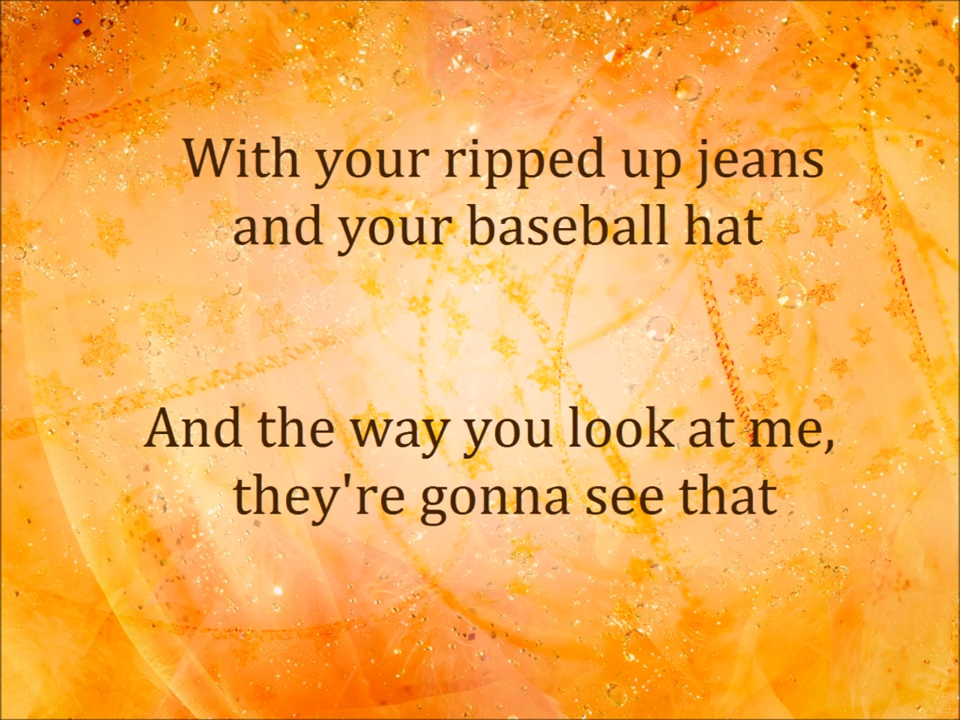 With your ripped up jeans
and your baseball hat
And the way you look at me,
they're gonna see that